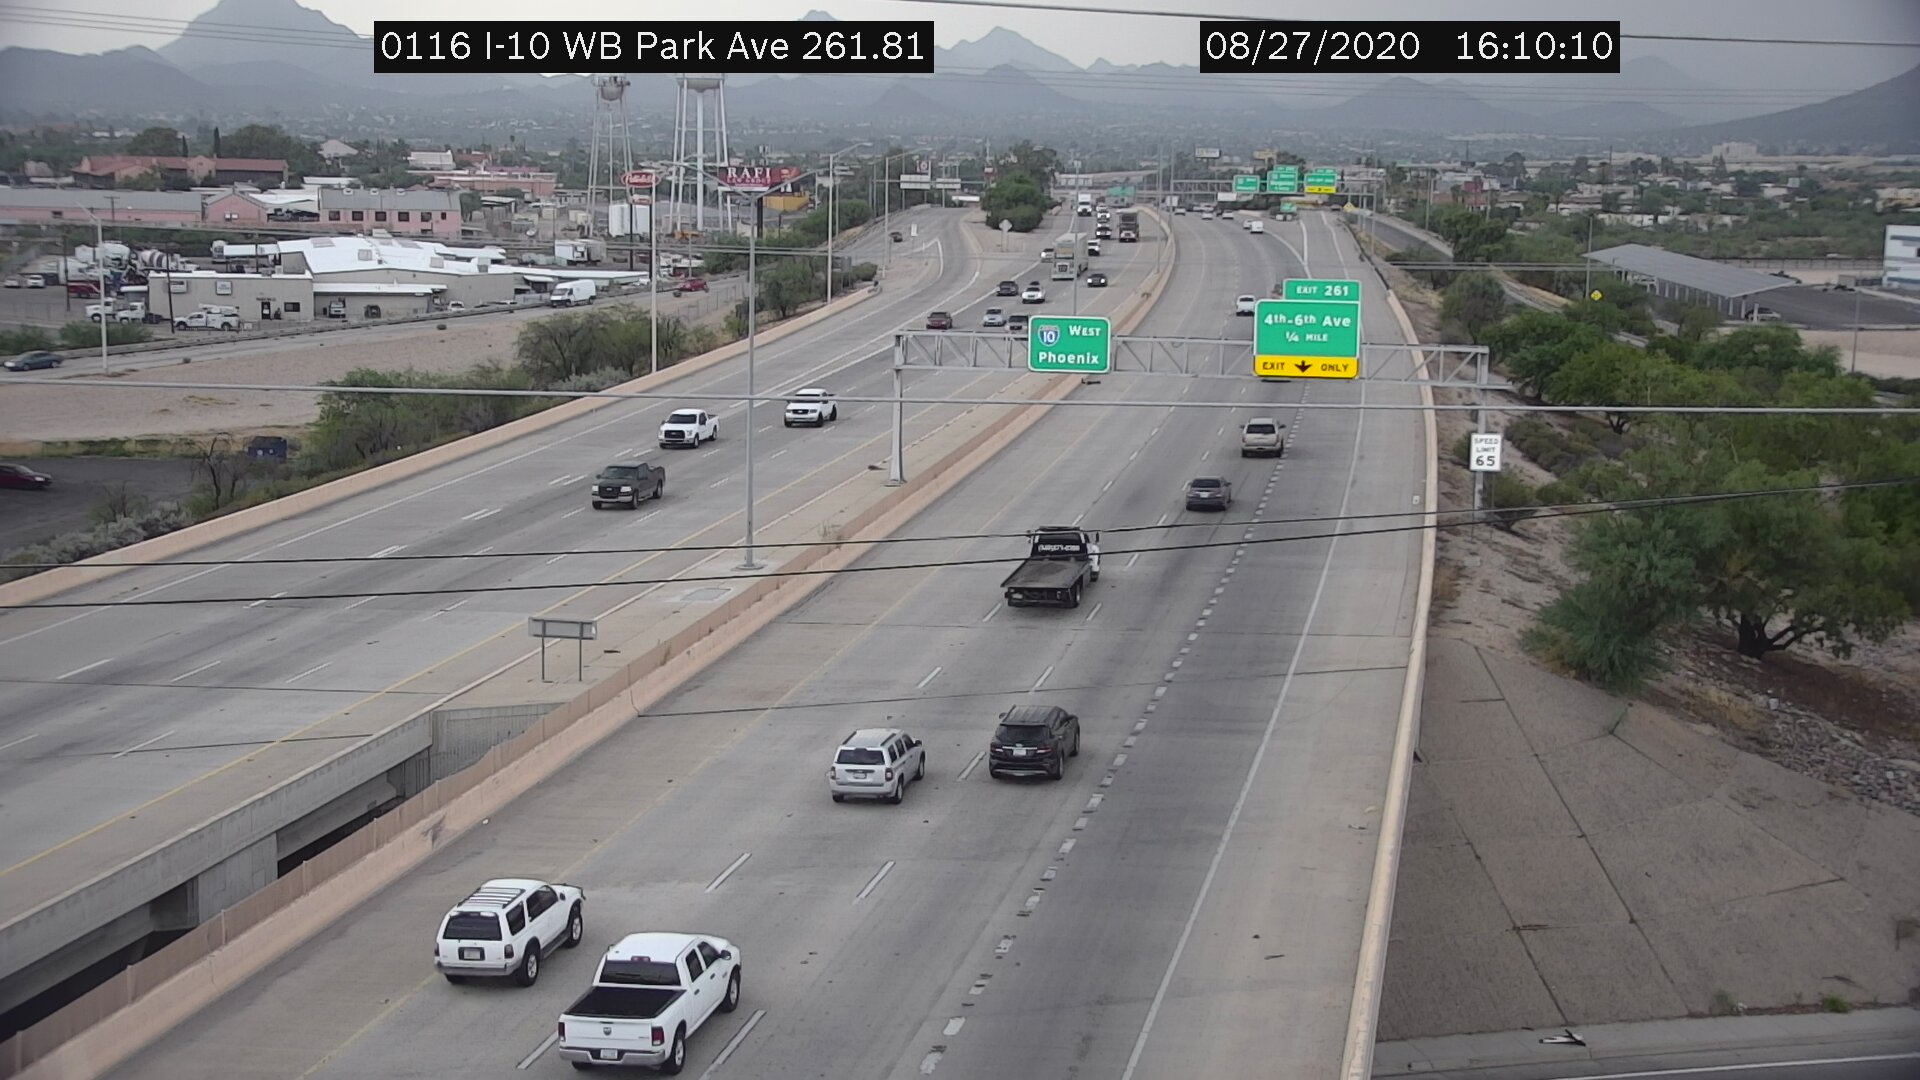 0116 I-10 WB Park Ave 261.81
08/27/2020 16:10:10
RAFI
EXIT 261
4th-6th Ave
1/4 MILE
EXIT ONLY
10 WEST
Phoenix
SPEED
LIMIT
65